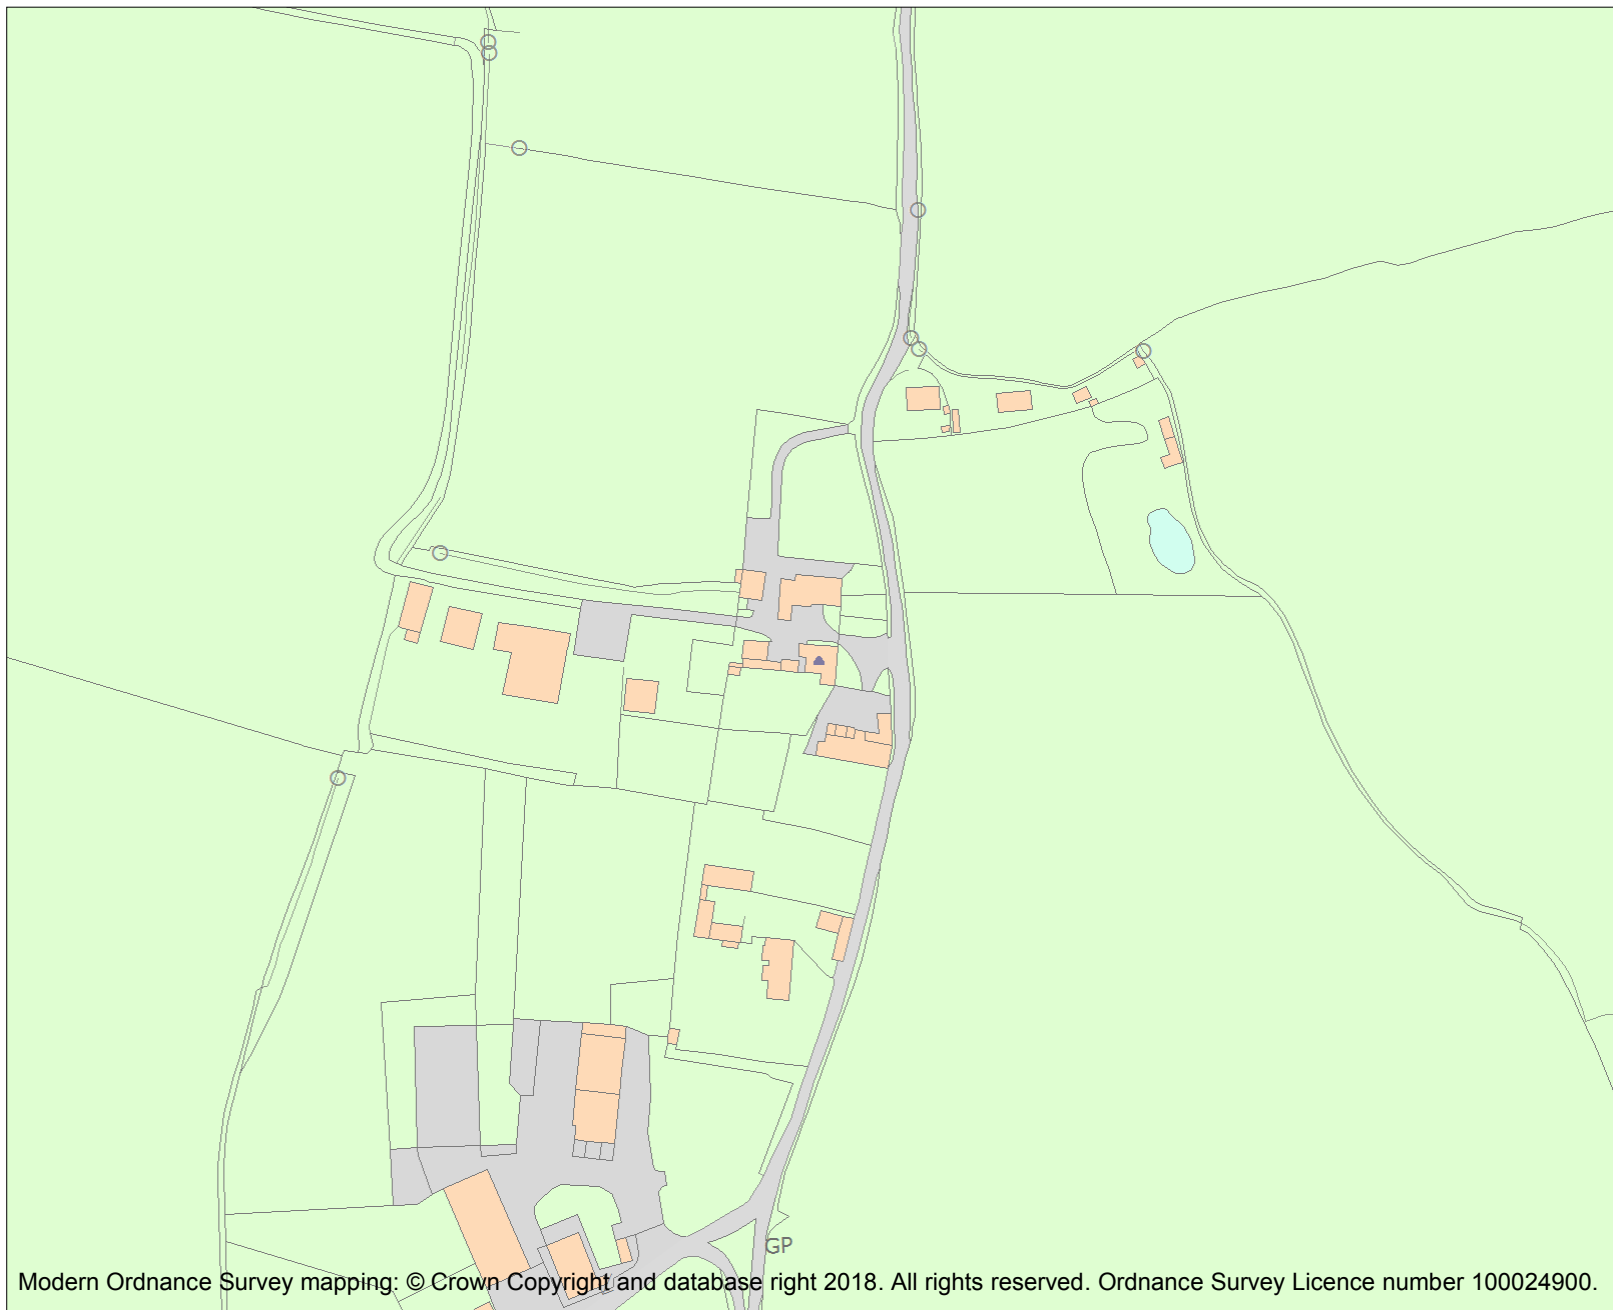 GP
Modern Ordnance Survey mapping: © Crown Copyright and database right 2018. All rights reserved. Ordnance Survey Licence number 100024900.